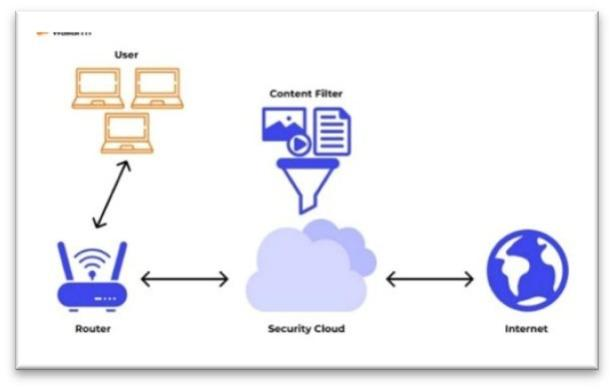 User
Content Filter
Router
Security Cloud
Internet